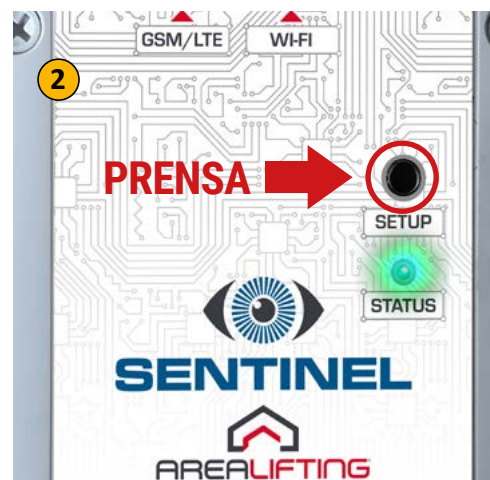 GSM/LTE WI-FI
2
PRENSA
SETUP
STATUS
SENTINEL
AREALIFTING